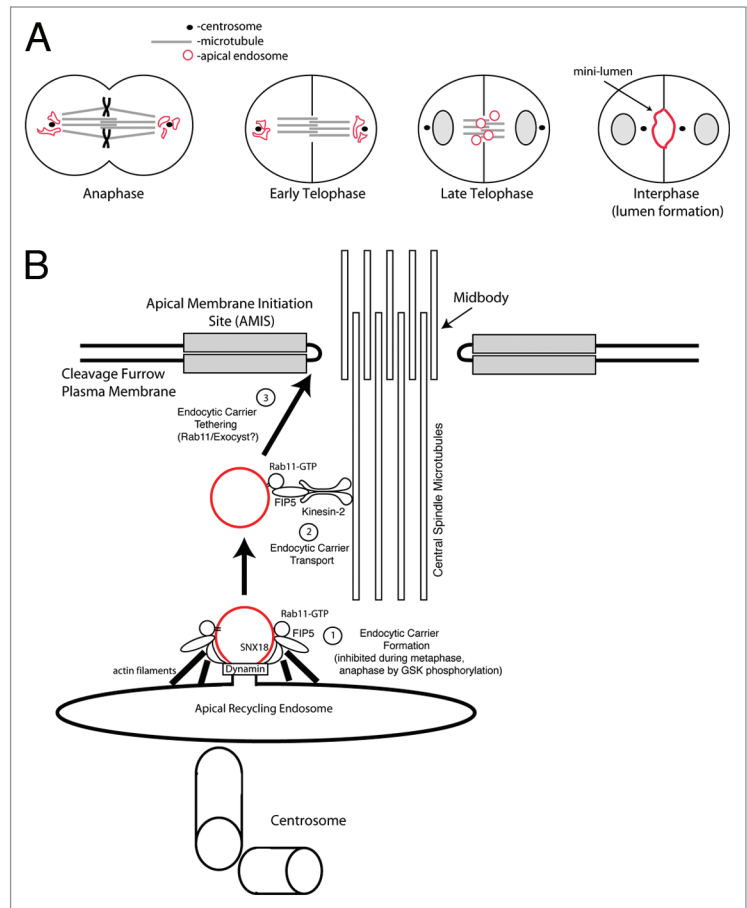 A
-centrosome
-microtubule
-apical endosome
mini-lumen
Anaphase
Early Telophase
Late Telophase
Interphase
(lumen formation)
B
Apical Membrane Initiation
Site (AMIS)
Midbody
Cleavage Furrow
Plasma Membrane
3
Endocytic Carrier
Tethering
(Rab11/Exocyst?)
Rab11-GTP
FIP5
Kinesin-2
2
Endocytic Carrier
Transport
Central Spindle Microtubules
Rab11-GTP
FIP5
1
SNX18
Endocytic Carrier
Formation
(inhibited during metaphase,
anaphase by GSK phosphorylation)
actin filaments
Dynamin
Apical Recycling Endosome
Centrosome